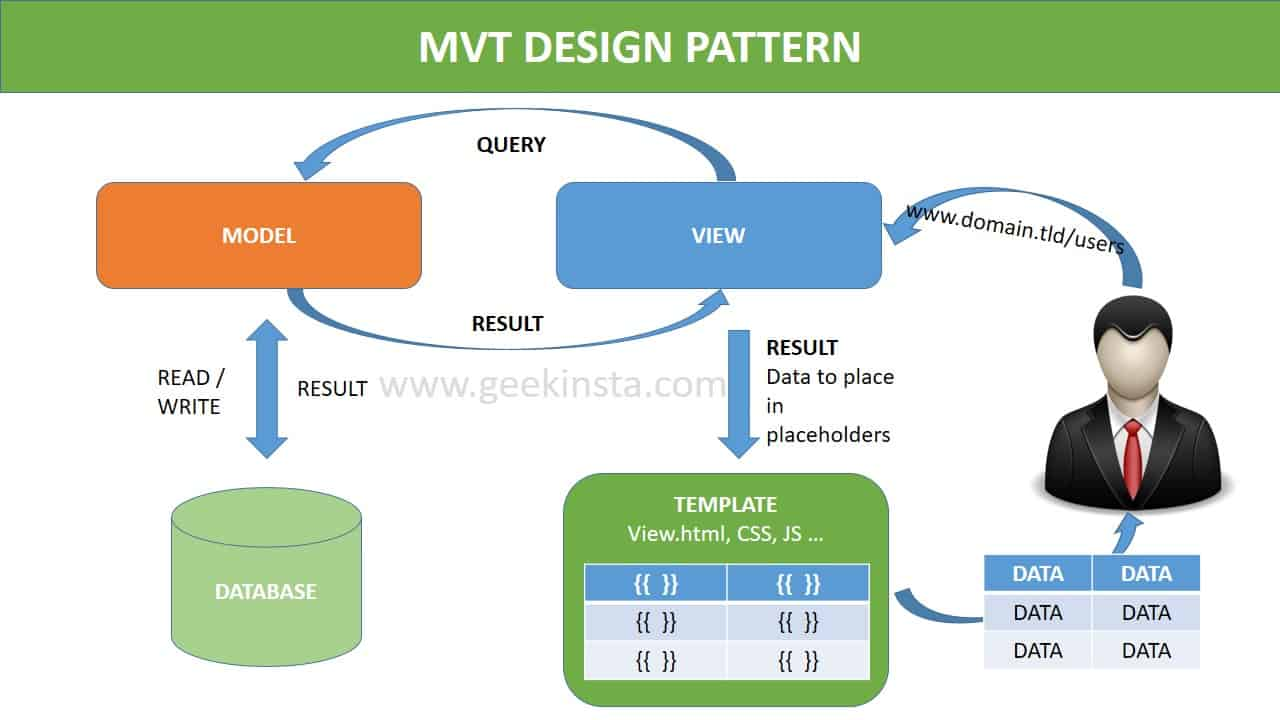 MVT DESIGN PATTERN
QUERY
MODEL
VIEW
www.domain.tld/users
RESULT
READ /
WRITE
RESULT
www.geekinsta.com
RESULT
Data to place
in
placeholders
DATABASE
TEMPLATE
View.html, CSS, JS ...
{{ }} {{ }}
{{ }} {{ }}
{{ }} {{ }}
DATA DATA
DATA DATA
DATA DATA